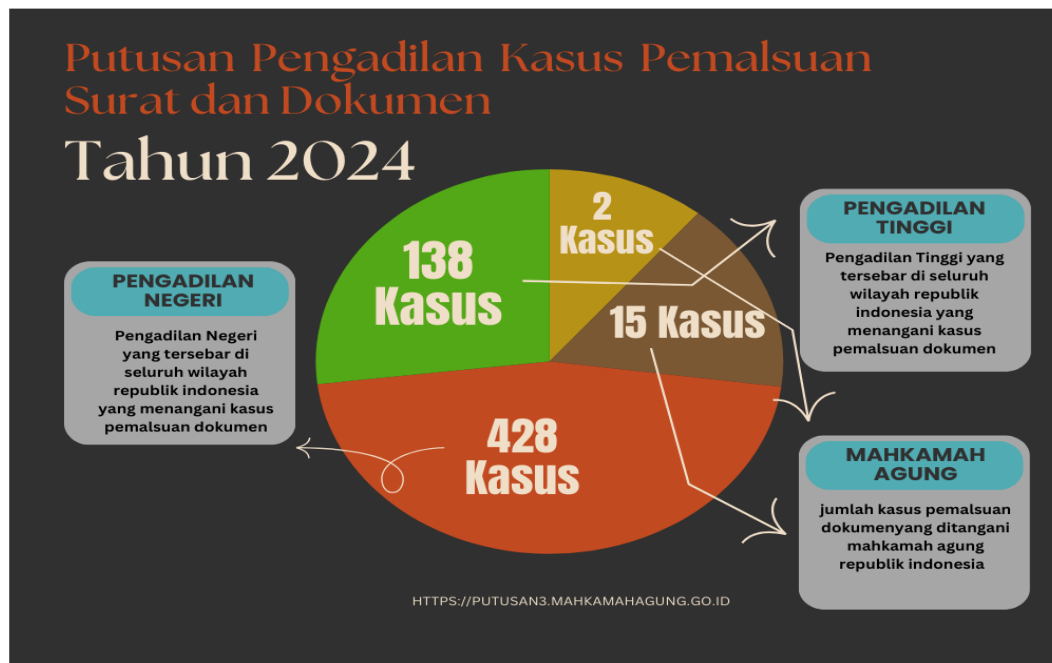 Putusan Pengadilan Kasus Pemalsuan
Surat dan Dokumen
Tahun 2024
138
Kasus
2
Kasus
15 Kasus
428
Kasus
PENGADILAN
NEGERI
Pengadilan Negeri
yang tersebar di
seluruh wilayah
republik indonesia
yang menangani kasus
pemalsuan dokumen
PENGADILAN
TINGGI
Pengadilan Tinggi yang
tersebar di seluruh
wilayah republik
indonesia yang
menangani kasus
pemalsuan dokumen
MAHKAMAH
AGUNG
jumlah kasus pemalsuan
dokumenyang ditangani
mahkamah agung
republik indonesia
HTTPS://PUTUSAN3.MAHKAMAHAGUNG.GO.ID